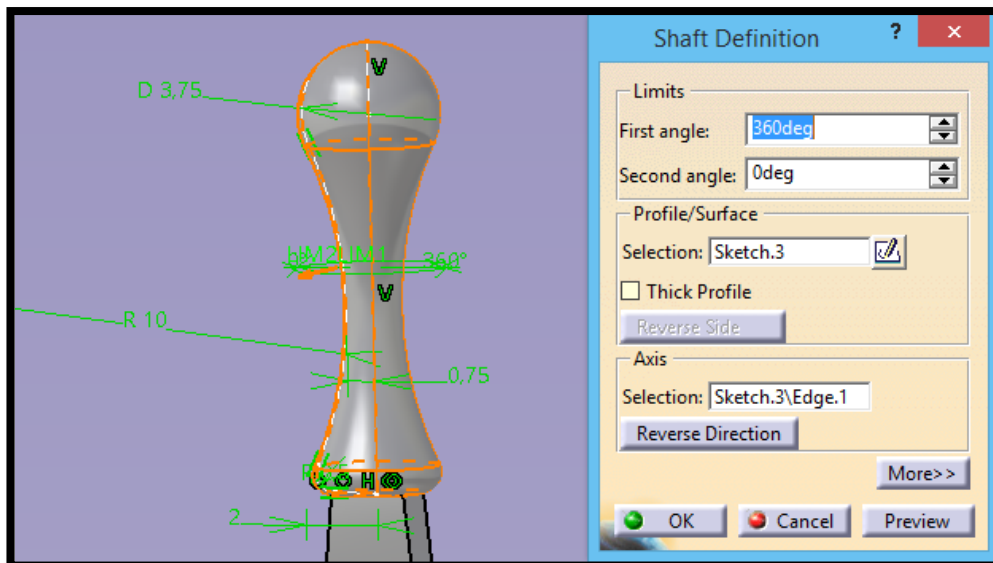 Shaft Definition ? ×
Limits
First angle: 360deg
Second angle: 0deg
Profile/Surface
Selection: Sketch.3
Thick Profile
Reverse Side
Axis
Selection: Sketch.3\Edge.1
Reverse Direction
More>>
OK Cancel Preview
V
D 3,75
LIM1 360°
V
R 10
0,75
H
2